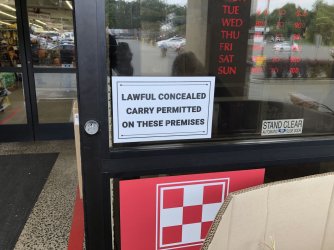 TUE
WED
THU
FRI
SAT
SUN
LAWFUL CONCEALED
CARRY PERMITTED
ON THESE PREMISES
STAND CLEAR